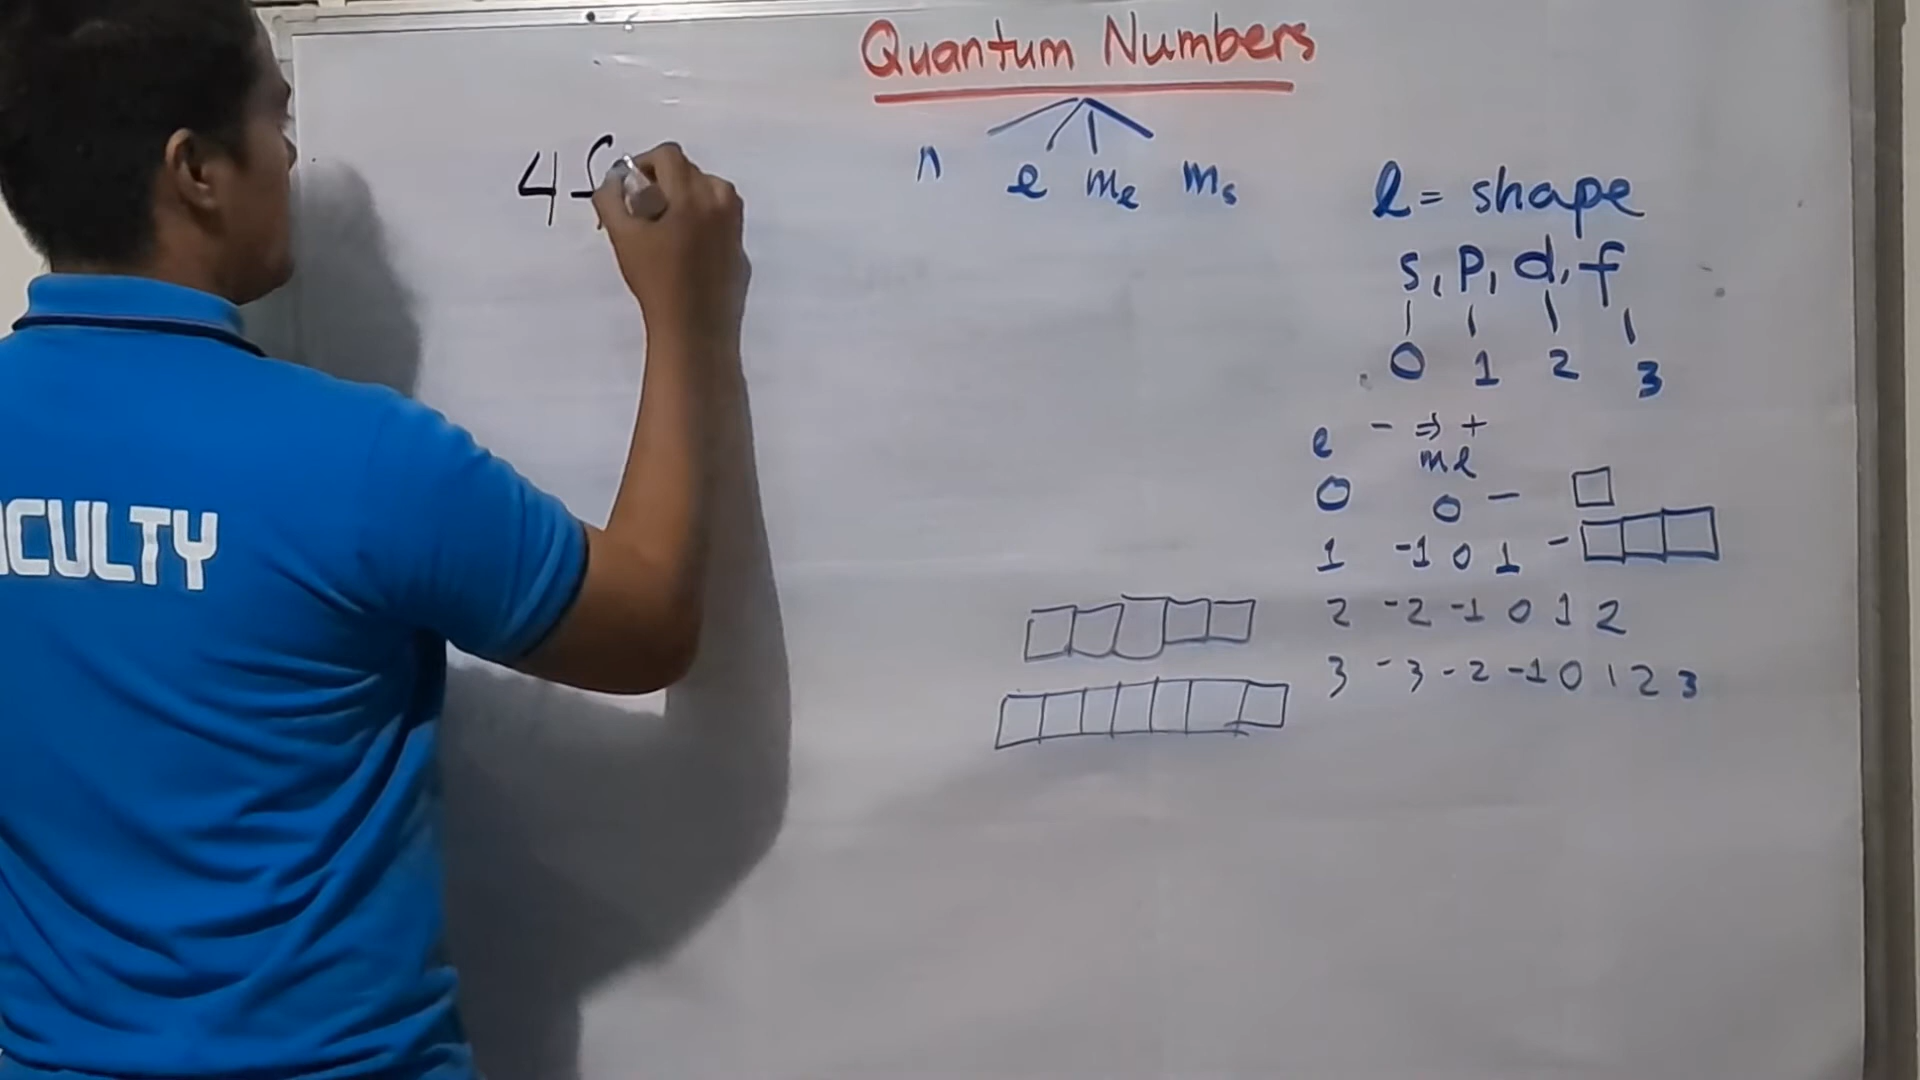 Quantum Numbers
n ℓ mℓ ms
4f
ℓ = shape
s, p, d, f
0 1 2 3
ℓ - ⇒ +
mℓ
0 0 -
1 -1 0 1 -
2 -2 -1 0 1 2
3 -3 -2 -1 0 1 2 3
CULTY